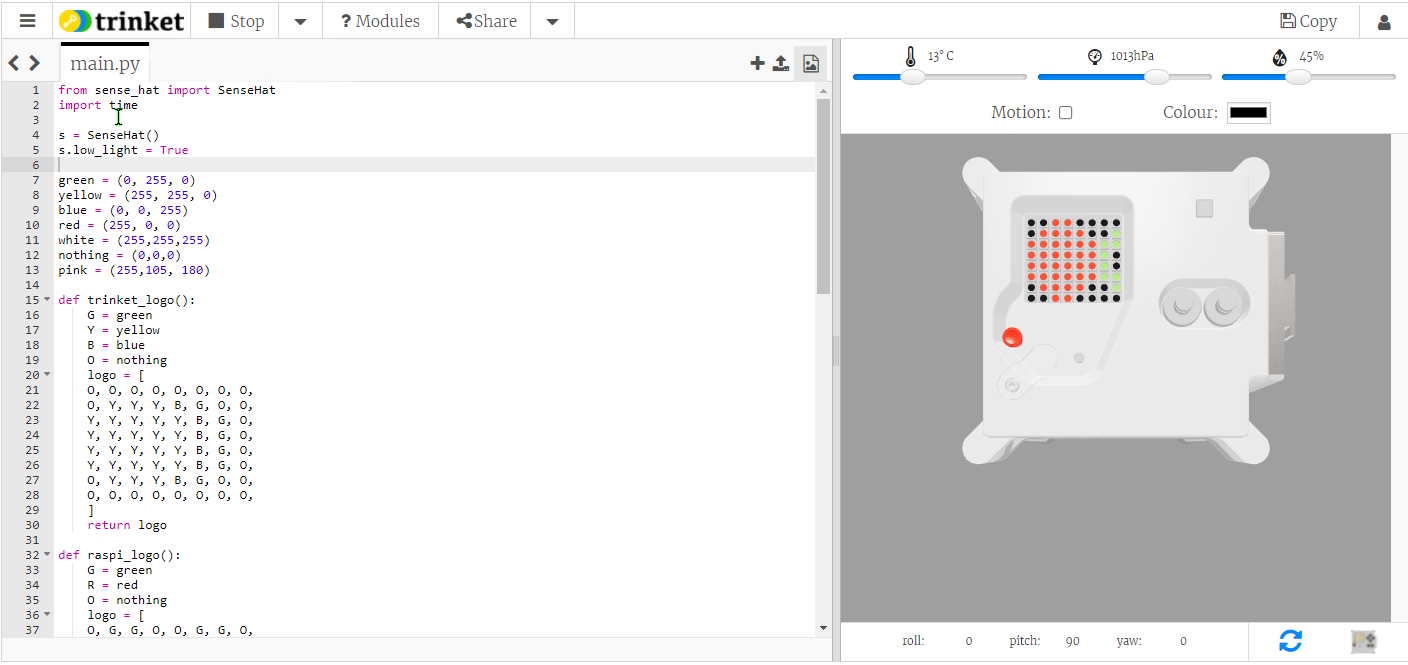 trinket Stop ? Modules Share Copy
main.py
13° C 1013hPa 45%
Motion: Colour:
1 from sense_hat import SenseHat
2 import time
3
4 s = SenseHat()
5 s.low_light = True
6
7 green = (0, 255, 0)
8 yellow = (255, 255, 0)
9 blue = (0, 0, 255)
10 red = (255, 0, 0)
11 white = (255,255,255)
12 nothing = (0,0,0)
13 pink = (255,105, 180)
14
15 def trinket_logo():
16 G = green
17 Y = yellow
18 B = blue
19 O = nothing
20 logo = [
21 O, O, O, O, O, O, O, O,
22 O, Y, Y, Y, B, G, O, O,
23 Y, Y, Y, Y, Y, B, G, O,
24 Y, Y, Y, Y, Y, B, G, O,
25 Y, Y, Y, Y, Y, B, G, O,
26 Y, Y, Y, Y, Y, B, G, O,
27 O, Y, Y, Y, B, G, O, O,
28 O, O, O, O, O, O, O, O,
29 ]
30 return logo
31
32 def raspi_logo():
33 G = green
34 R = red
35 O = nothing
36 logo = [
37 O, G, G, O, O, G, G, O,
roll: 0 pitch: 90 yaw: 0